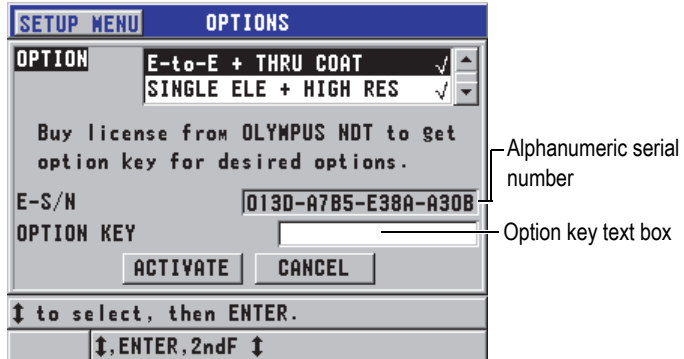 SETUP MENU OPTIONS
OPTION
E-to-E + THRU COAT √
SINGLE ELE + HIGH RES √
Buy license from OLYMPUS NDT to get
option key for desired options.
E-S/N 013D-A7B5-E38A-A30B
OPTION KEY
ACTIVATE CANCEL
↕ to select, then ENTER.
↕,ENTER,2ndF ↕
Alphanumeric serial
number
Option key text box